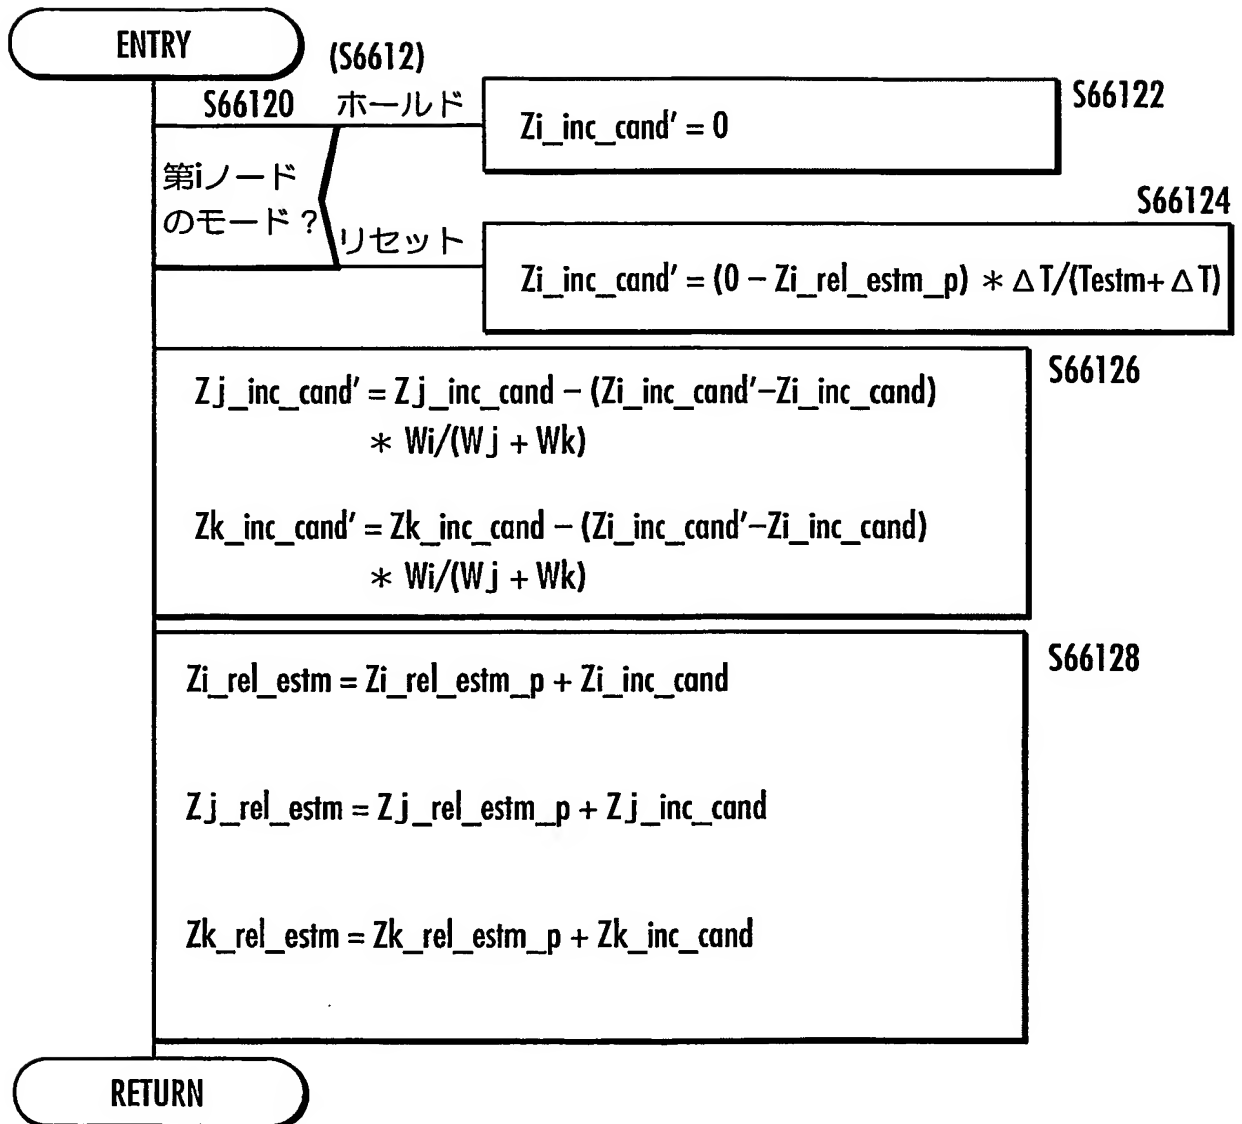 ENTRY
(S6612)
S66120
ホールド
S66122
Zi_inc_cand' = 0
第iノード
のモード?
リセット
S66124
Zi_inc_cand' = (0 − Zi_rel_estm_p) * ΔT/(Testm+ ΔT)
S66126
Zj_inc_cand' = Zj_inc_cand − (Zi_inc_cand'−Zi_inc_cand)
* Wi/(Wj + Wk)
Zk_inc_cand' = Zk_inc_cand − (Zi_inc_cand'−Zi_inc_cand)
* Wi/(Wj + Wk)
S66128
Zi_rel_estm = Zi_rel_estm_p + Zi_inc_cand
Zj_rel_estm = Zj_rel_estm_p + Zj_inc_cand
Zk_rel_estm = Zk_rel_estm_p + Zk_inc_cand
RETURN